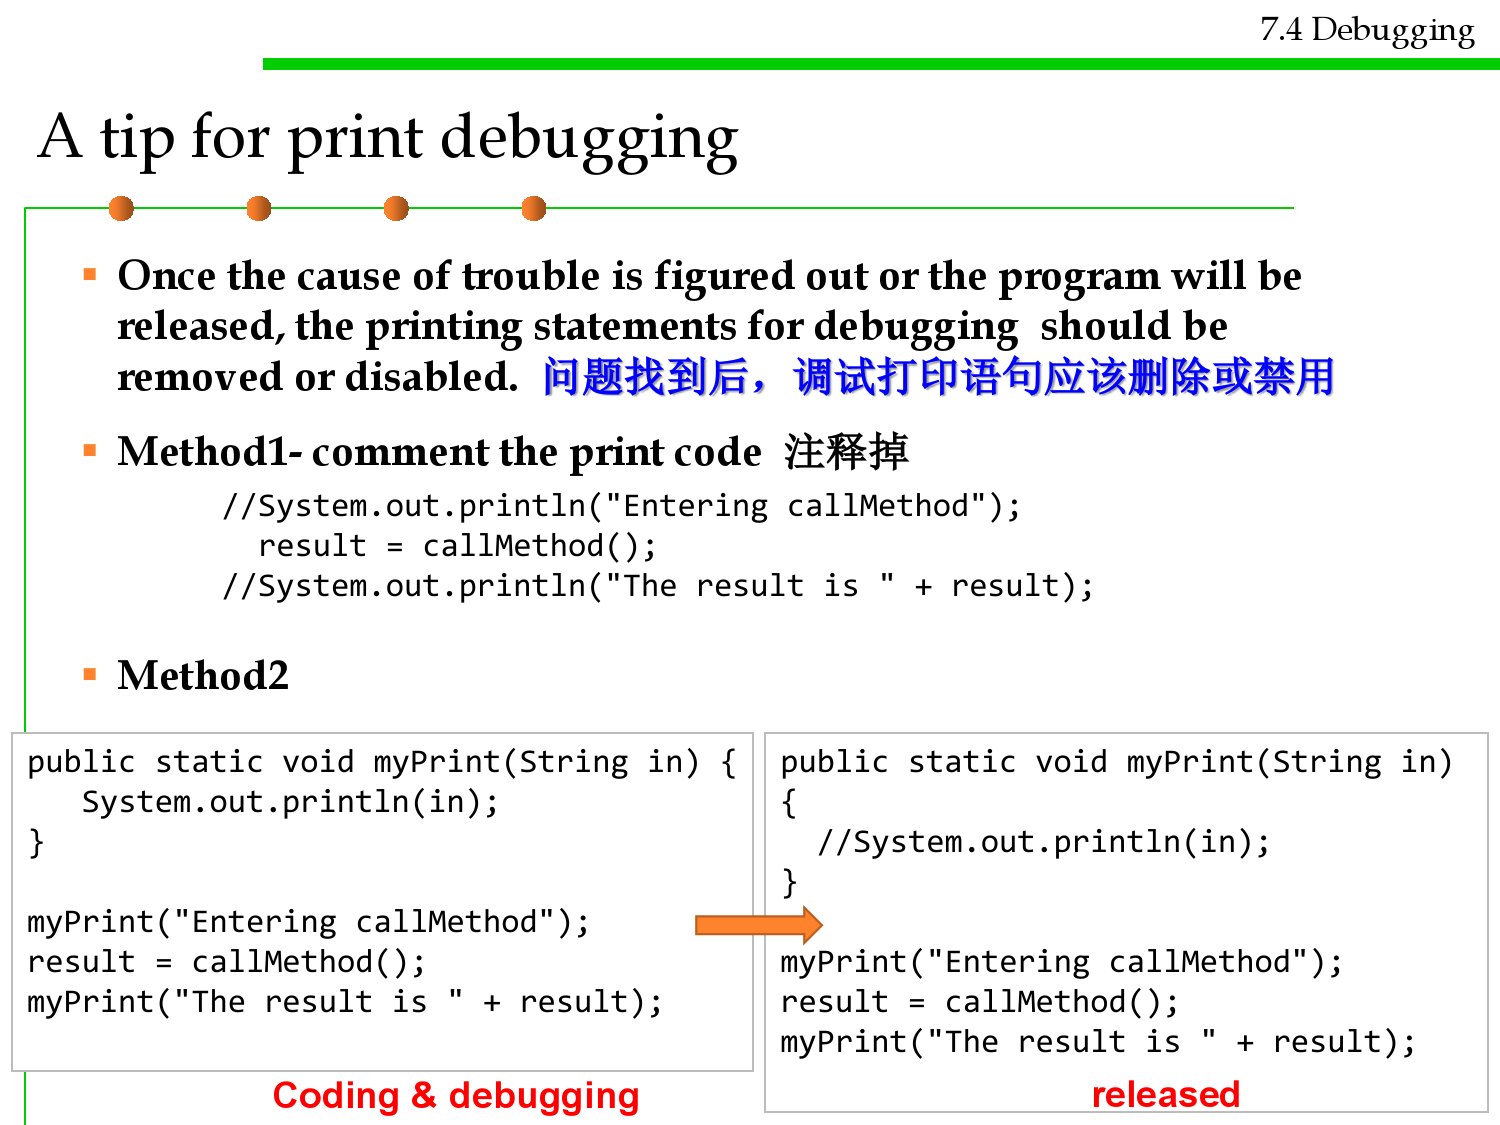 7.4 Debugging
A tip for print debugging
Once the cause of trouble is figured out or the program will be
released, the printing statements for debugging should be
removed or disabled. 问题找到后，调试打印语句应该删除或禁用
Method1- comment the print code 注释掉
//System.out.println("Entering callMethod");
result = callMethod();
//System.out.println("The result is " + result);
Method2
public static void myPrint(String in) {
System.out.println(in);
}
myPrint("Entering callMethod");
result = callMethod();
myPrint("The result is " + result);
Coding & debugging
public static void myPrint(String in)
{
//System.out.println(in);
}
myPrint("Entering callMethod");
result = callMethod();
myPrint("The result is " + result);
released